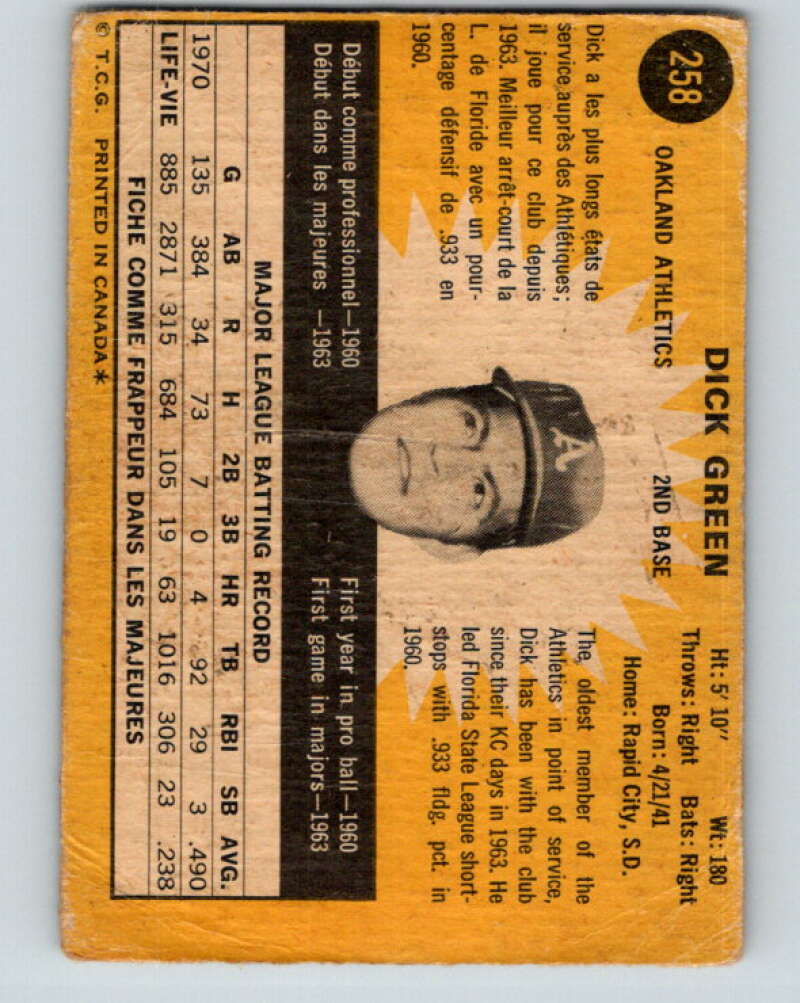 258
DICK GREEN
OAKLAND ATHLETICS 2ND BASE
Ht: 5' 10" Wt: 180
Throws: Right Bats: Right
Born: 4/21/41
Home: Rapid City, S.D.
Dick a les plus longs états de
service auprès des Athlétiques;
il joue pour ce club depuis
1963. Meilleur arrêt-court de la
L. de Floride avec un pour-
centage défensif de .933 en
1960.
A
The oldest member of the
Athletics in point of service,
Dick has been with the club
since their KC days in 1963. He
led Florida State League short-
stops with .933 fldg. pct. in
1960.
Début comme professionnel—1960
Début dans les majeures —1963
First year in pro ball—1960
First game in majors—1963
MAJOR LEAGUE BATTING RECORD
G AB R H 2B 3B HR TB RBI SB AVG.
1970 135 384 34 73 7 0 4 92 29 3 .490
LIFE-VIE 885 2871 315 684 105 19 63 1016 306 23 .238
FICHE COMME FRAPPEUR DANS LES MAJEURES
© T.C.G. PRINTED IN CANADA*